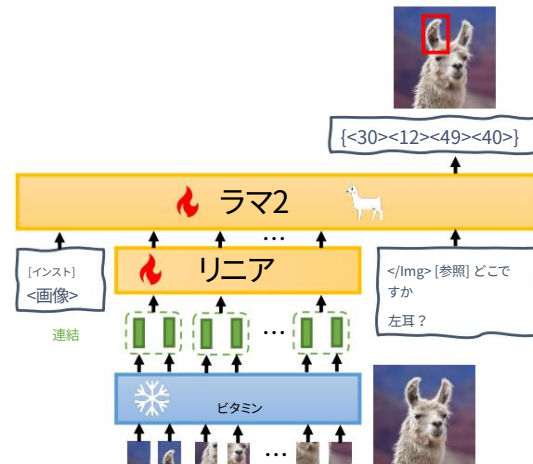 {<30><12><49><40>}
ラマ2
…
[インスト]
<画像>
リニア
</Img> [参照] どこで
すか
左耳？
連結
…
ビタミン
…